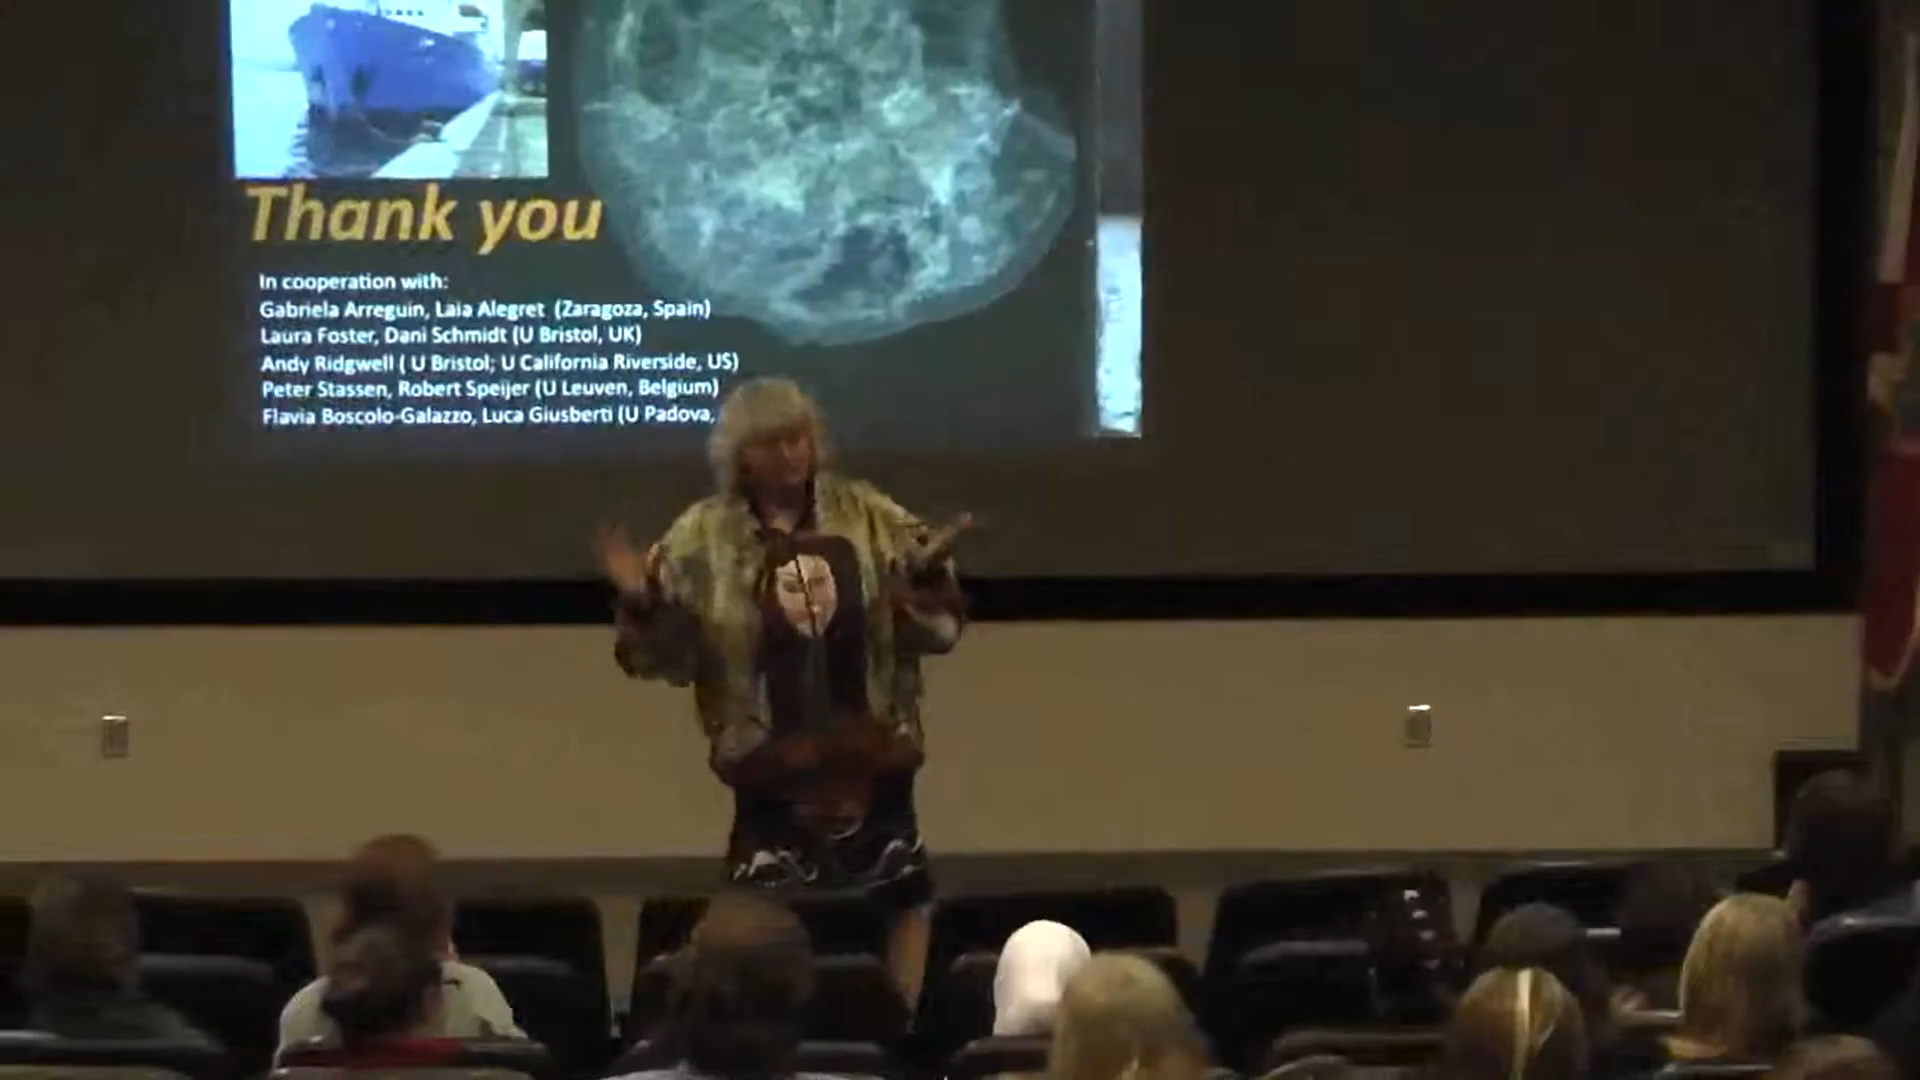 Thank you
In cooperation with:
Gabriela Arreguin, Laia Alegret (Zaragoza, Spain)
Laura Foster, Dani Schmidt (U Bristol, UK)
Andy Ridgwell ( U Bristol; U California Riverside, US)
Peter Stassen, Robert Speijer (U Leuven, Belgium)
Flavia Boscolo-Galazzo, Luca Giusberti (U Padova,